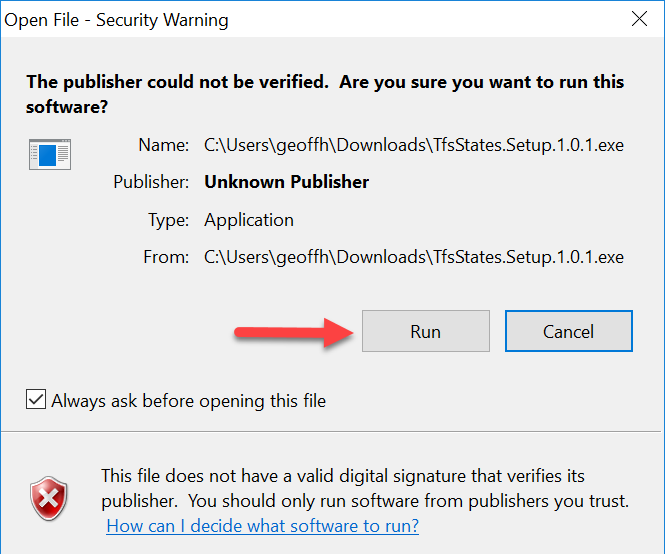 Open File - Security Warning
The publisher could not be verified.  Are you sure you want to run this
software?
Name: C:\Users\geoffh\Downloads\TfsStates.Setup.1.0.1.exe
Publisher: Unknown Publisher
Type: Application
From: C:\Users\geoffh\Downloads\TfsStates.Setup.1.0.1.exe
Run Cancel
Always ask before opening this file
This file does not have a valid digital signature that verifies its
publisher.  You should only run software from publishers you trust.
How can I decide what software to run?